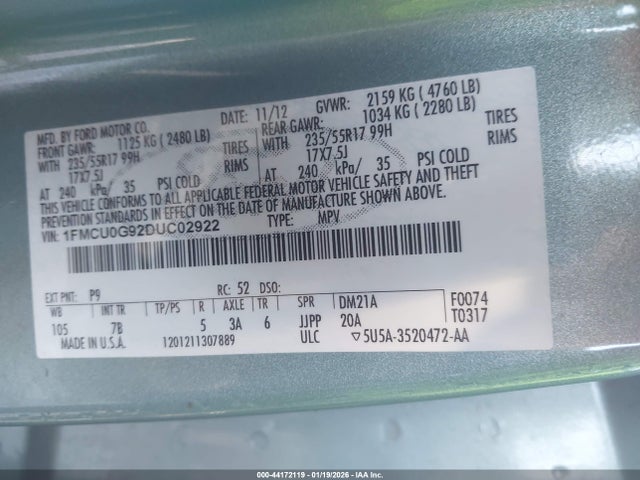 MFD. BY FORD MOTOR CO. DATE: 11/12 GVWR: 2159 KG ( 4760 LB)
FRONT GAWR: 1125 KG ( 2480 LB) REAR GAWR: 1034 KG ( 2280 LB)
WITH 235/55R17 99H TIRES WITH 235/55R17 99H TIRES
17X7.5J RIMS 17X7.5J RIMS
AT 240 kPa/ 35 PSI COLD AT 240 kPa/ 35 PSI COLD
THIS VEHICLE CONFORMS TO ALL APPLICABLE FEDERAL MOTOR VEHICLE SAFETY AND THEFT
PREVENTION STANDARDS IN EFFECT ON THE DATE OF MANUFACTURE SHOWN ABOVE.
VIN: 1FMCU0G92DUC02922 TYPE: MPV
EXT PNT: P9 RC: 52 DSO:
WB INT TR TP/PS R AXLE TR SPR DM21A F0074
105 7B 5 3A 6 JJPP 20A T0317
MADE IN U.S.A. 1201211307889 ULC ▽5U5A-3520472-AA
000-44172119 - 01/19/2026 - IAA Inc.